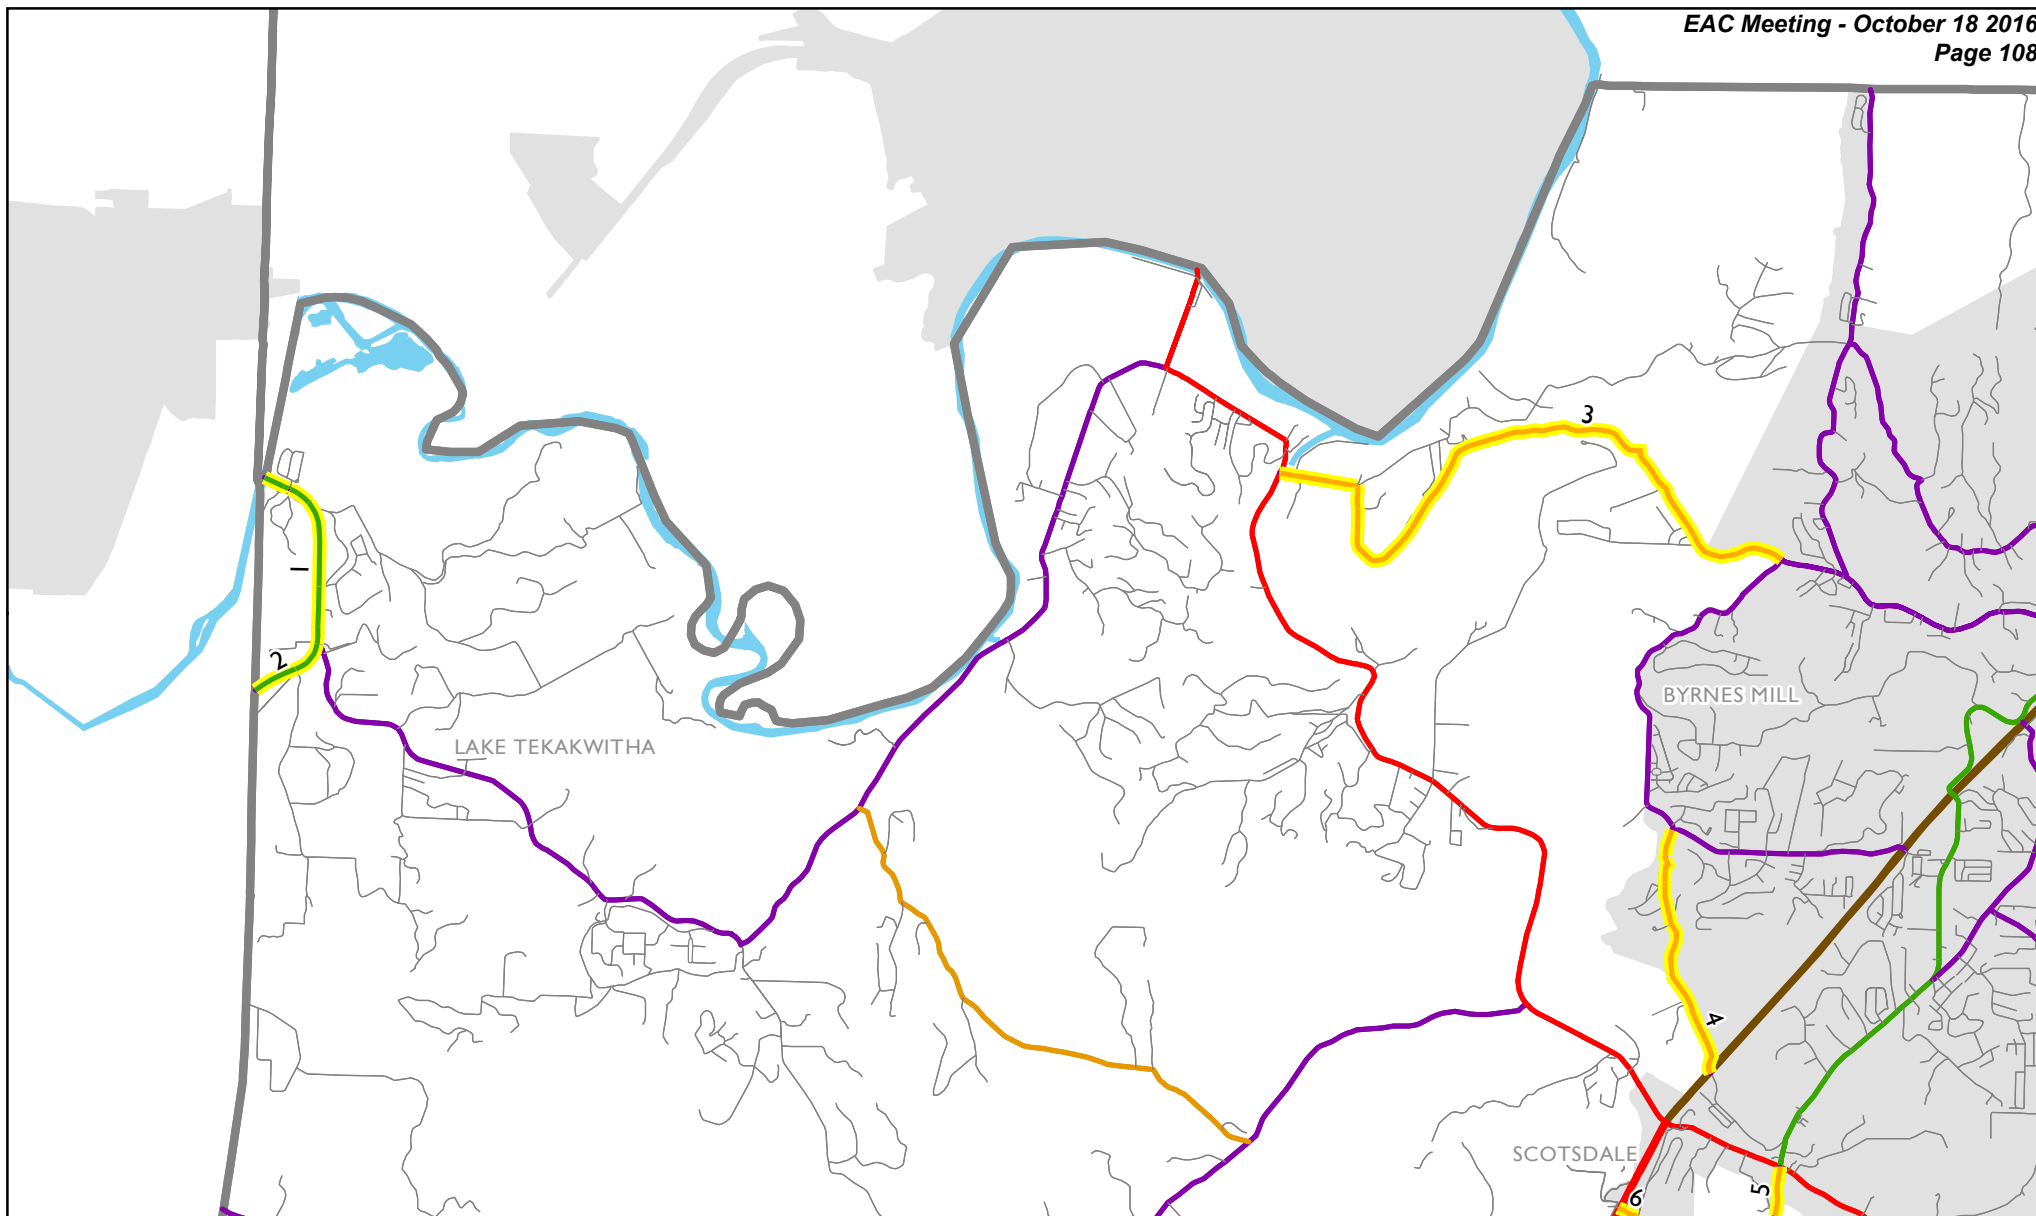 EAC Meeting - October 18 2016
Page 108
3
1
2
BYRNES MILL
LAKE TEKAKWITHA
4
SCOTSDALE
5
6